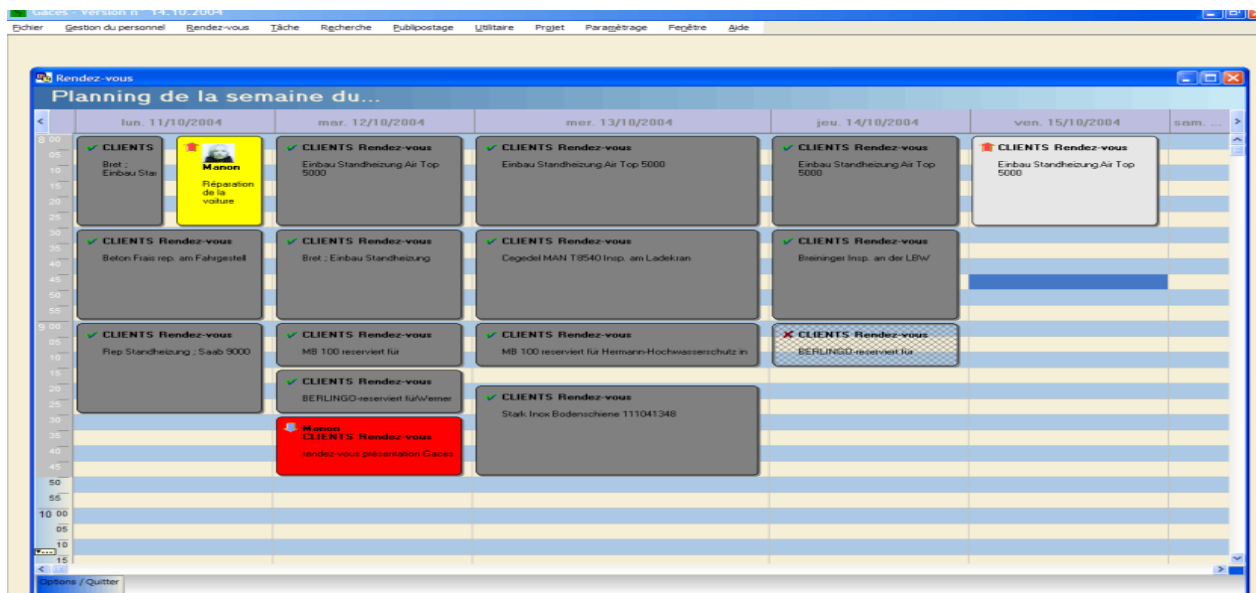 Gaces - Version n° 14.10.2004
Fichier Gestion du personnel Rendez-vous Tâche Recherche Publipostage Utilitaire Projet Paramètrage Fenêtre Aide
Rendez-vous
Planning de la semaine du...
lun. 11/10/2004 mar. 12/10/2004 mer. 13/10/2004 jeu. 14/10/2004 ven. 15/10/2004 sam. ...
8 00
05
10
15
20
25
30
35
40
45
50
55
9 00
05
10
15
20
25
30
35
40
45
50
55
10 00
05
10
15
CLIENTS
Bret ;
Einbau Star
Manon
Réparation
de la
voiture
CLIENTS Rendez-vous
Einbau Standheizung Air Top
5000
CLIENTS Rendez-vous
Einbau Standheizung Air Top 5000
CLIENTS Rendez-vous
Einbau Standheizung Air Top
5000
CLIENTS Rendez-vous
Einbau Standheizung Air Top
5000
CLIENTS Rendez-vous
Beton Frais rep. am Fahrgestell
CLIENTS Rendez-vous
Bret ; Einbau Standheizung
CLIENTS Rendez-vous
Cegedel MAN T8540 Insp. am Ladekran
CLIENTS Rendez-vous
Breininger Insp. an der LBW
CLIENTS Rendez-vous
Rep Standheizung ; Saab 9000
CLIENTS Rendez-vous
MB 100 reserviert für
CLIENTS Rendez-vous
MB 100 reserviert für Hermann-Hochwasserschutz in
CLIENTS Rendez-vous
BERLINGO-reserviert für
CLIENTS Rendez-vous
BERLINGO-reserviert für/Werner
CLIENTS Rendez-vous
Stark Inox Bodenschiene 111041348
Manon
CLIENTS Rendez-vous
rendez-vous présentation Gaces
Options / Quitter